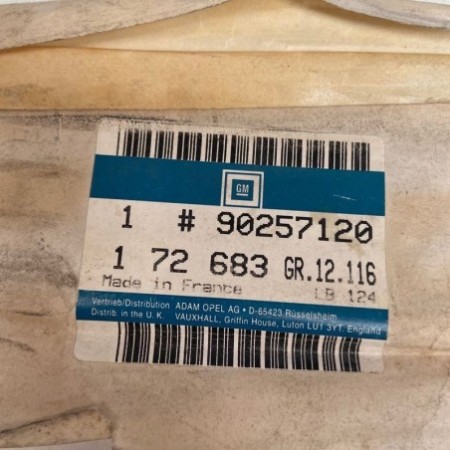 GM
1 # 90257120
1 72 683 GR.12.116
Made in France LB 124
Vertrieb/Distribution ADAM OPEL AG • D-65423 Rüsselsheim
Distrib. in the U.K. VAUXHALL, Griffin House, Luton LU1 3YT. England